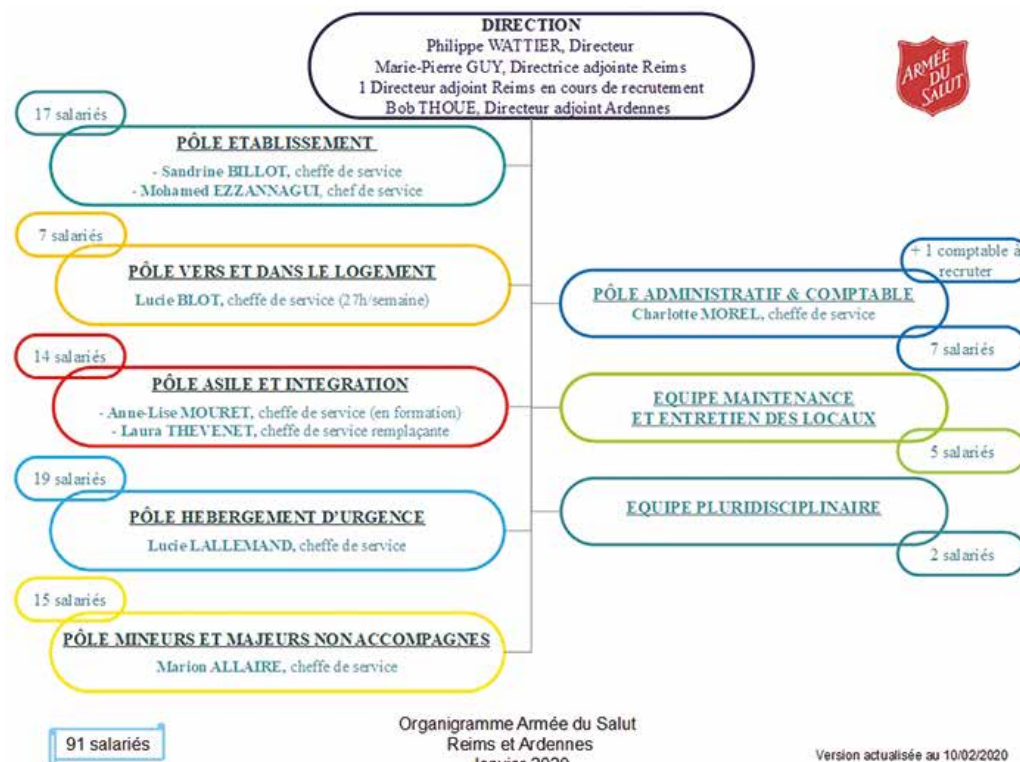 DIRECTION
Philippe WATTIER, Directeur
Marie-Pierre GUY, Directrice adjointe Reims
1 Directeur adjoint Reims en cours de recrutement
Bob THOUE, Directeur adjoint Ardennes
ARMÉE
DU
SALUT
17 salariés
PÔLE ETABLISSEMENT
- Sandrine BILLOT, cheffe de service
- Mohamed EZZANNAGUI, chef de service
7 salariés
PÔLE VERS ET DANS LE LOGEMENT
Lucie BLOT, cheffe de service (27h/semaine)
14 salariés
PÔLE ASILE ET INTEGRATION
- Anne-Lise MOURET, cheffe de service (en formation)
- Laura THEVENET, cheffe de service remplaçante
19 salariés
PÔLE HEBERGEMENT D'URGENCE
Lucie LALLEMAND, cheffe de service
15 salariés
PÔLE MINEURS ET MAJEURS NON ACCOMPAGNES
Marion ALLAIRE, cheffe de service
+ 1 comptable à
recruter
PÔLE ADMINISTRATIF & COMPTABLE
Charlotte MOREL, cheffe de service
7 salariés
EQUIPE MAINTENANCE
ET ENTRETIEN DES LOCAUX
5 salariés
EQUIPE PLURIDISCIPLINAIRE
2 salariés
91 salariés
Organigramme Armée du Salut
Reims et Ardennes
Janvier 2020
Version actualisée au 10/02/2020